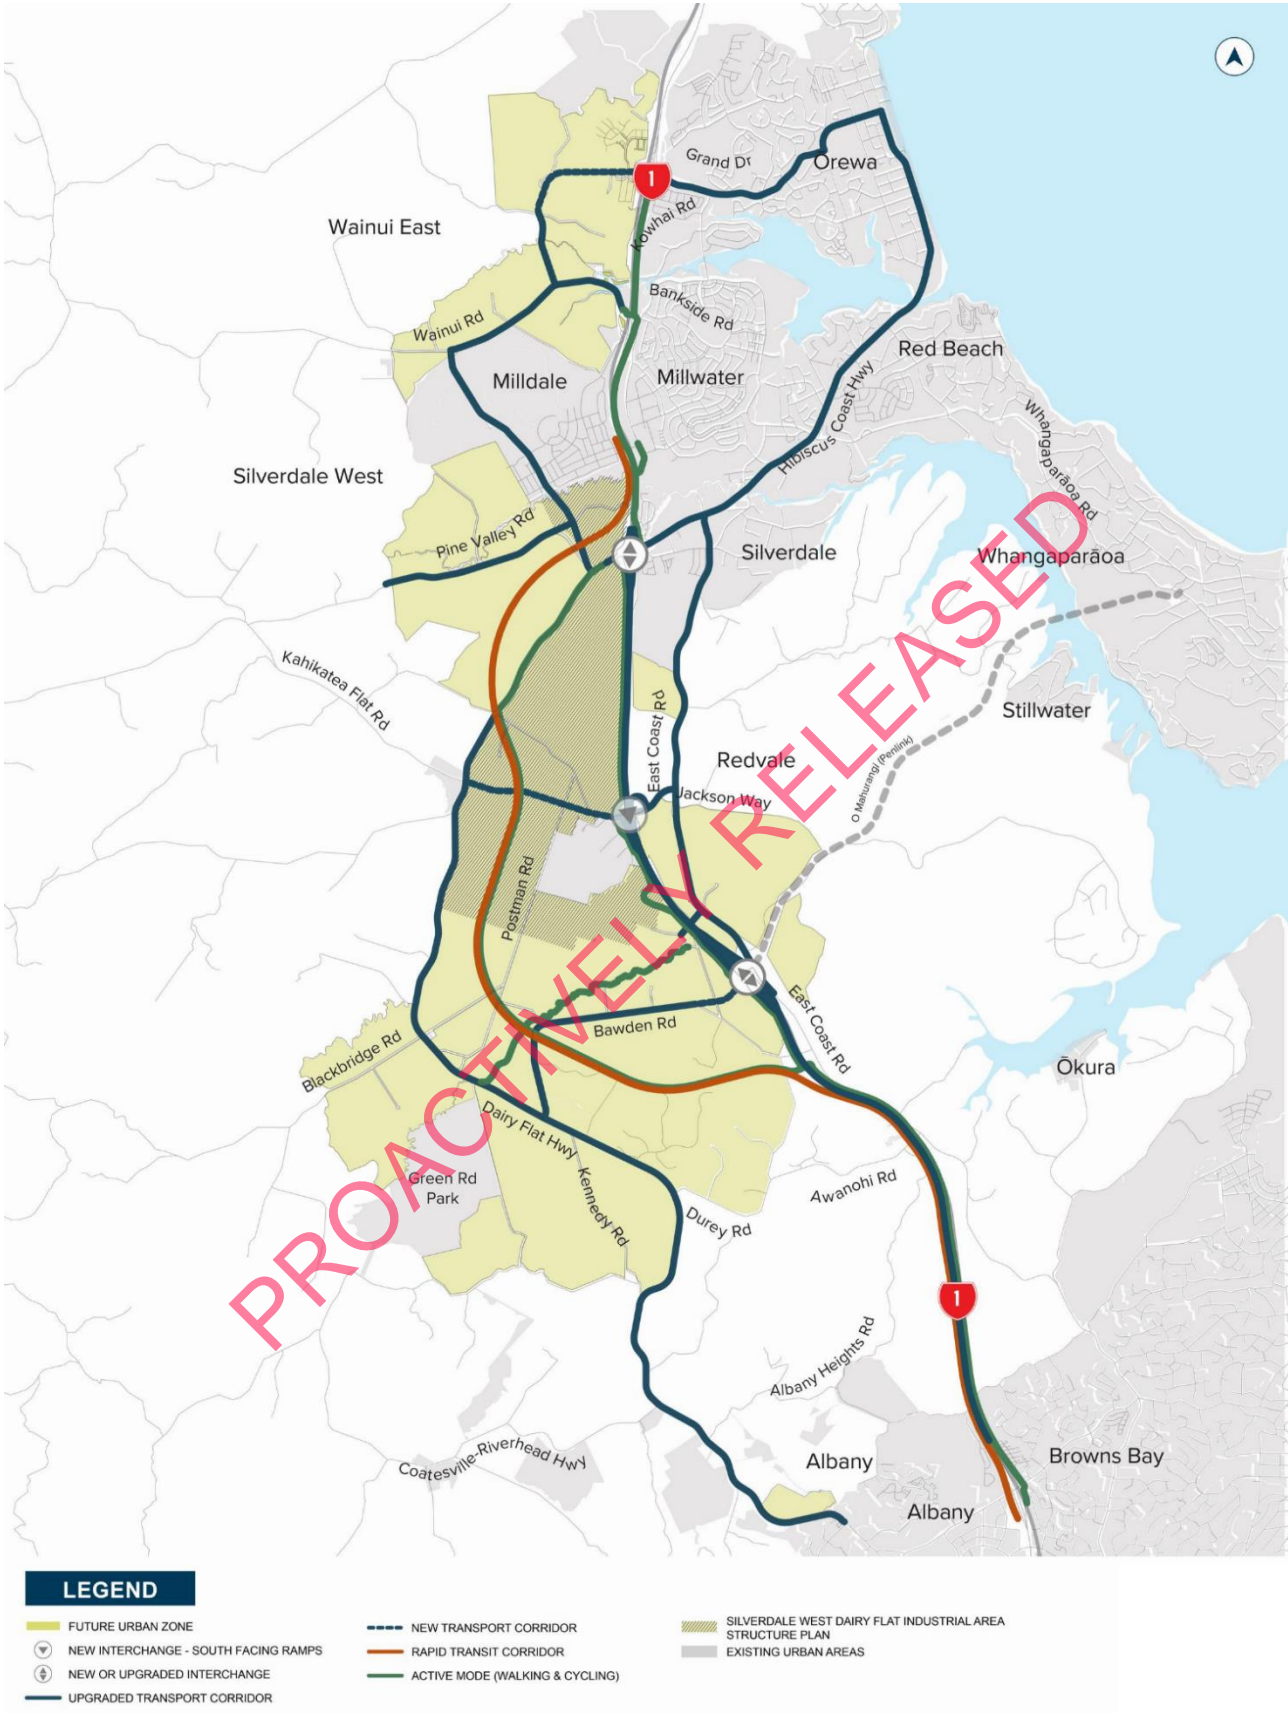 1
Grand Dr
Orewa
Wainui East
Kowhai Rd
Bankside Rd
Wainui Rd
Red Beach
Milldale
Millwater
Hibiscus Coast Hwy
Whangaparāoa Rd
Silverdale West
Pine Valley Rd
Silverdale
Whangaparāoa
Kahikatea Flat Rd
Stillwater
East Coast Rd
Redvale
O Mahurangi (Penlink)
Jackson Way
Postman Rd
East Coast Rd
Bawden Rd
Blackbridge Rd
Ōkura
Dairy Flat Hwy
Green Rd
Park
Kennedy Rd
Awanohi Rd
Durey Rd
1
Albany Heights Rd
Coatesville-Riverhead Hwy
Albany
Browns Bay
Albany
PROACTIVELY RELEASED
LEGEND
FUTURE URBAN ZONE
NEW INTERCHANGE - SOUTH FACING RAMPS
NEW OR UPGRADED INTERCHANGE
UPGRADED TRANSPORT CORRIDOR
NEW TRANSPORT CORRIDOR
RAPID TRANSIT CORRIDOR
ACTIVE MODE (WALKING & CYCLING)
SILVERDALE WEST DAIRY FLAT INDUSTRIAL AREA
STRUCTURE PLAN
EXISTING URBAN AREAS